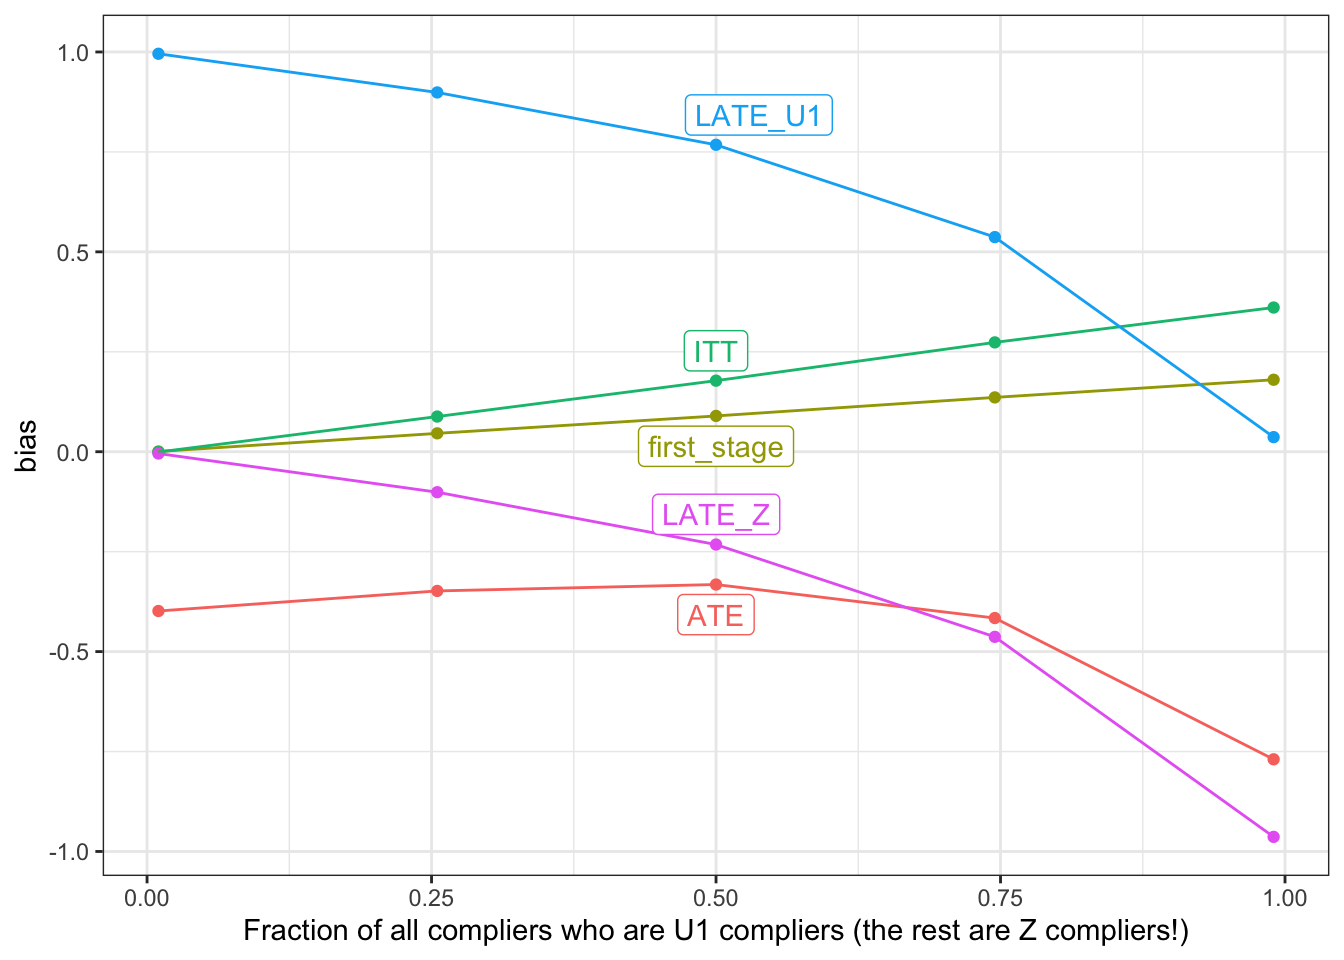 1.0
0.5
0.0
-0.5
-1.0
bias
LATE_U1
ITT
first_stage
LATE_Z
ATE
0.00 0.25 0.50 0.75 1.00
Fraction of all compliers who are U1 compliers (the rest are Z compliers!)